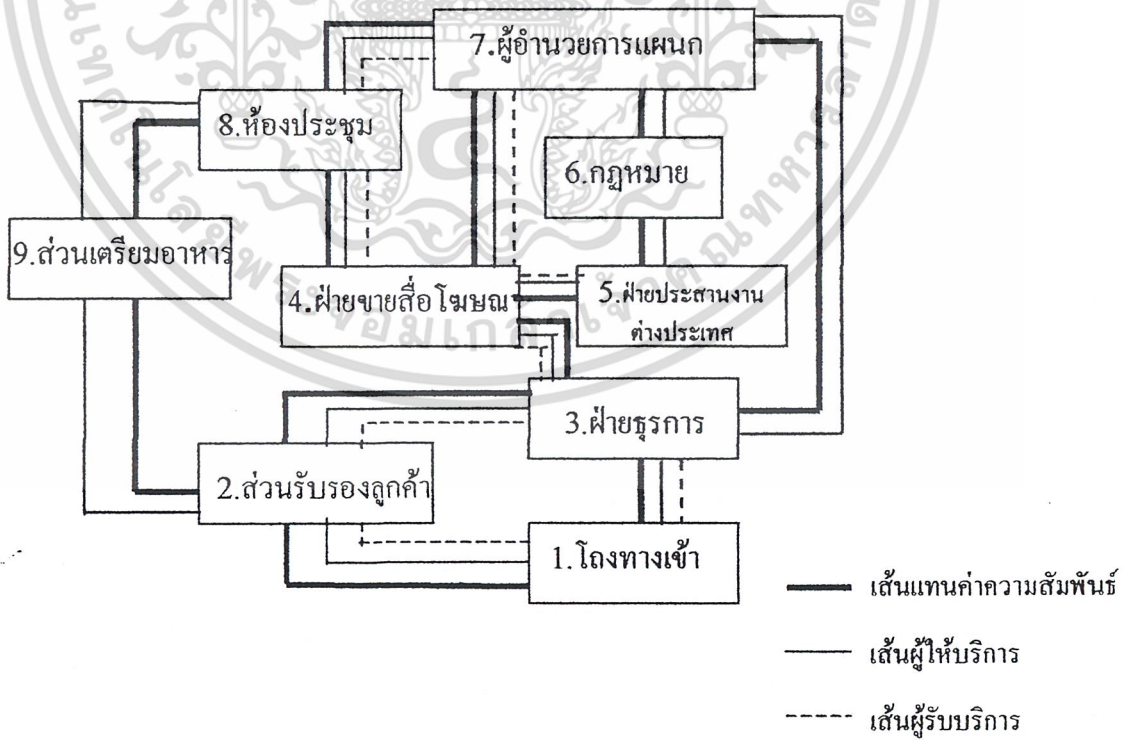 7.ผู้อำนวยการแผนก
8.ห้องประชุม
6.กฎหมาย
9.ส่วนเตรียมอาหาร
4.ฝ่ายขายสื่อโฆษณา
5.ฝ่ายประสานงาน
ต่างประเทศ
3.ฝ่ายธุรการ
2.ส่วนรับรองลูกค้า
1.โถงทางเข้า
เส้นแทนค่าความสัมพันธ์
เส้นผู้ให้บริการ
เส้นผู้รับบริการ